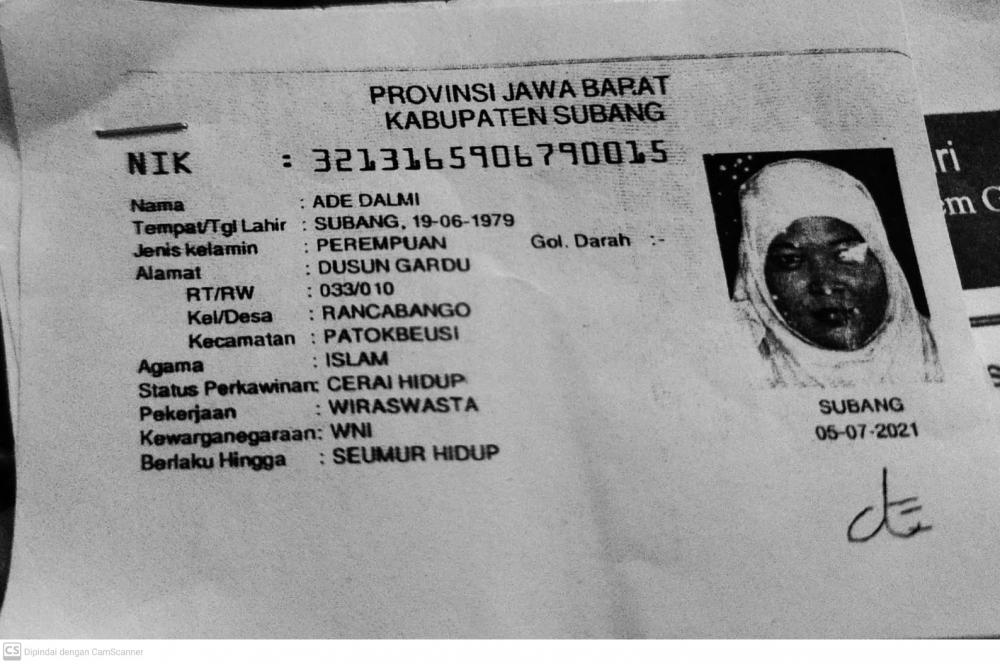 PROVINSI JAWA BARAT
KABUPATEN SUBANG
NIK : 3213165906790015
Nama : ADE DALMI
Tempat/Tgl Lahir : SUBANG, 19-06-1979
Jenis kelamin : PEREMPUAN Gol. Darah :-
Alamat : DUSUN GARDU
RT/RW : 033/010
Kel/Desa : RANCABANGO
Kecamatan : PATOKBEUSI
Agama : ISLAM
Status Perkawinan: CERAI HIDUP
Pekerjaan : WIRASWASTA
Kewarganegaraan: WNI
Berlaku Hingga : SEUMUR HIDUP
SUBANG
05-07-2021
CS Dipindai dengan CamScanner